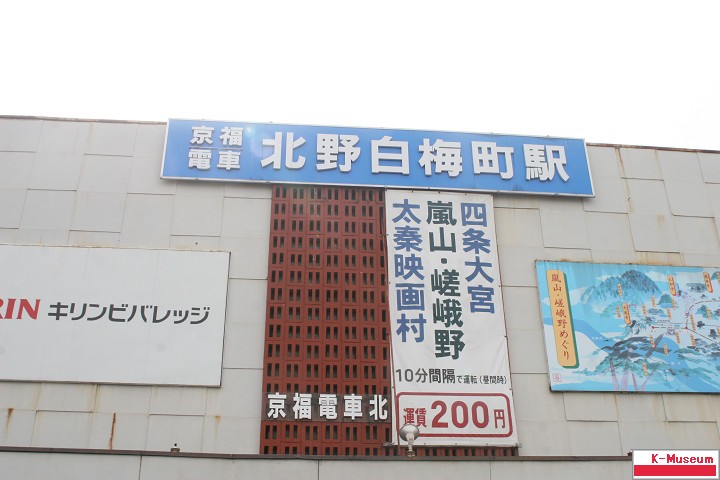 京福電車 北野白梅町駅
四条大宮
嵐山・嵯峨野
太秦映画村
10分間隔で運転(昼間時)
運賃200円
RIN キリンビバレッジ
京福電車北
嵐山・嵯峨野めぐり
K-Museum